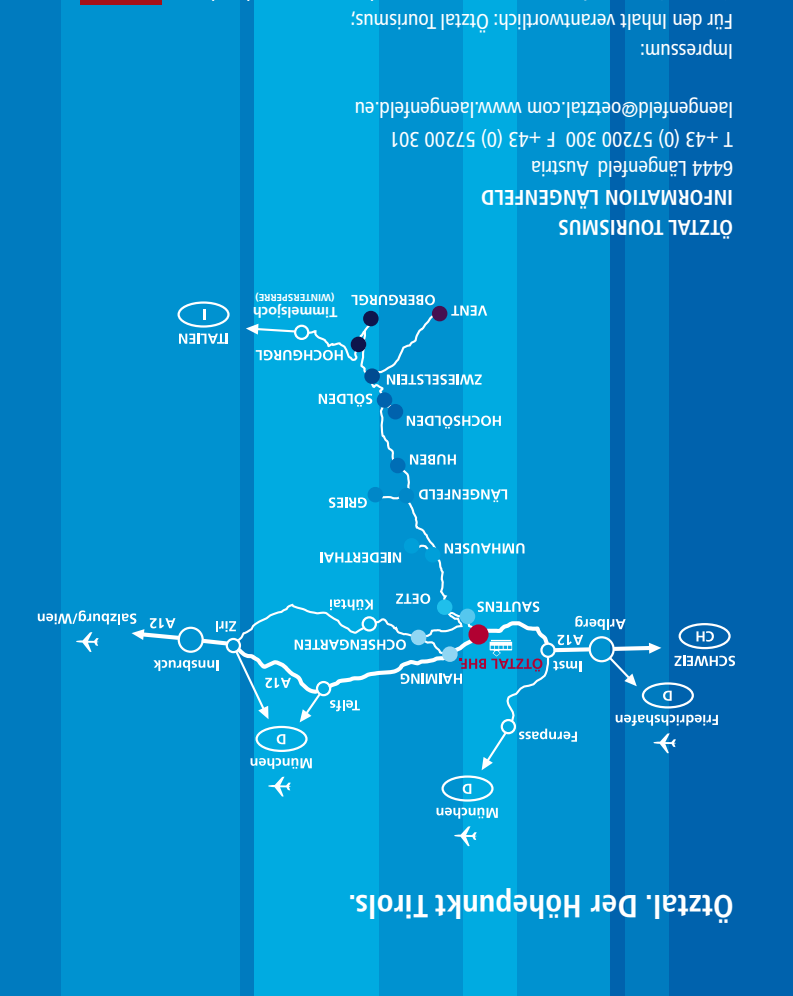 Ötztal. Der Höhepunkt Tirols.
München
D
Fernpass
Friedrichshafen
D
SCHWEIZ
CH
Arlberg
A12
Imst
ÖTZTAL BHF.
HAIMING
OCHSENGARTEN
Kühtai
SAUTENS
OETZ
München
D
Telfs
A12
Innsbruck
Zirl
A12
Salzburg/Wien
UMHAUSEN
NIEDERTHAI
LÄNGENFELD
GRIES
HUBEN
HOCHSÖLDEN
SÖLDEN
ZWIESELSTEIN
HOCHGURGL
VENT
OBERGURGL
Timmelsjoch
(WINTERSPERRE)
ITALIEN
I
ÖTZTAL TOURISMUS
INFORMATION LÄNGENFELD
6444 Längenfeld Austria
T +43 (0) 57200 300 F +43 (0) 57200 301
laengenfeld@oetztal.com www.laengenfeld.eu
Impressum:
Für den Inhalt verantwortlich: Ötztal Tourismus;